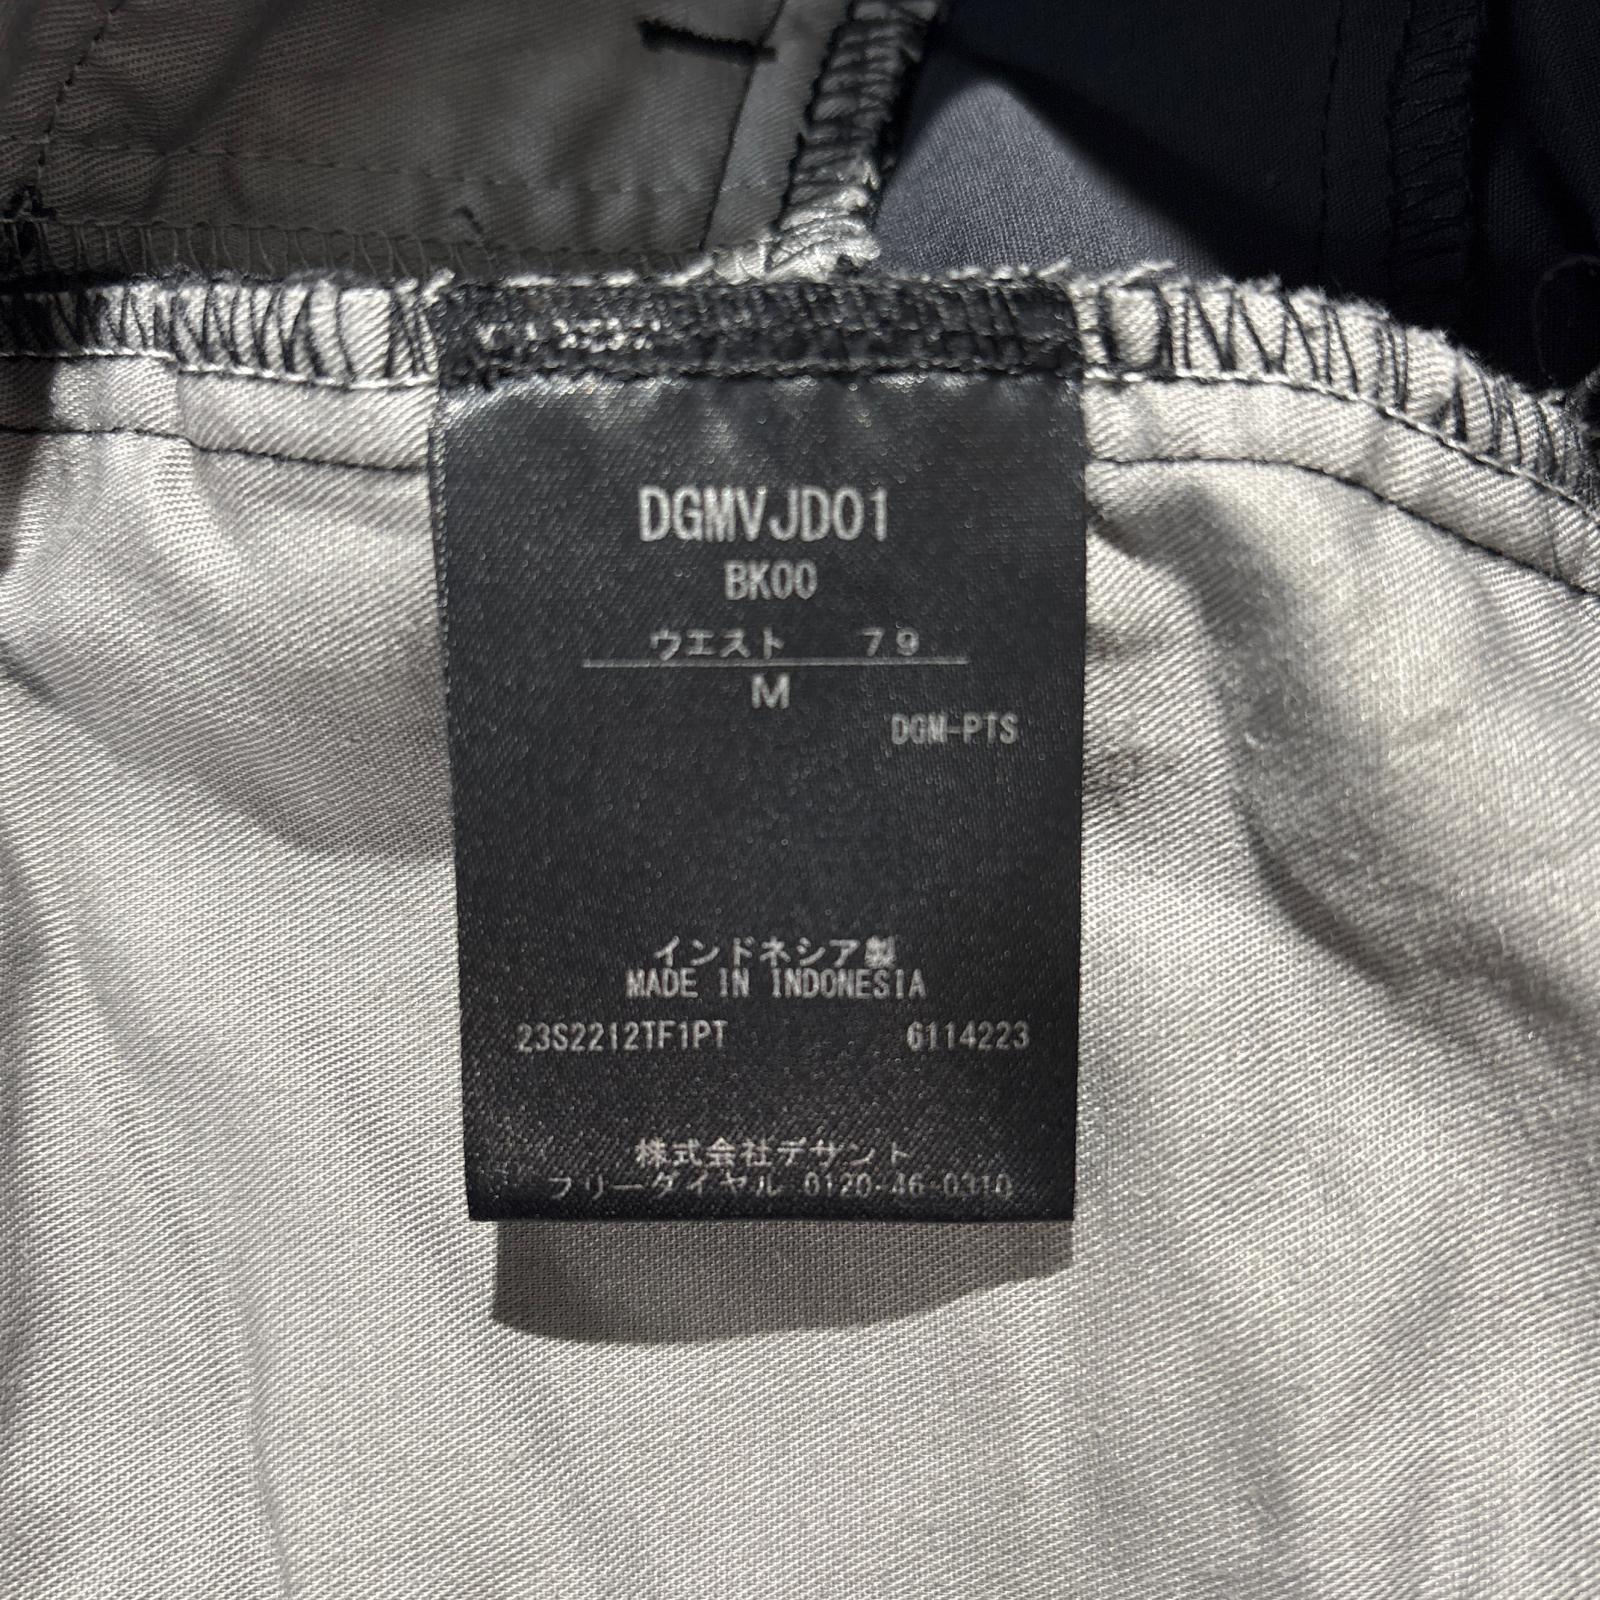 DGMVJD01
BK00
ウエスト 79
M
DGM-PTS
インドネシア製
MADE IN INDONESIA
23S2212TF1PT 6114223
株式会社デサント
フリーダイヤル 0120-46-0310